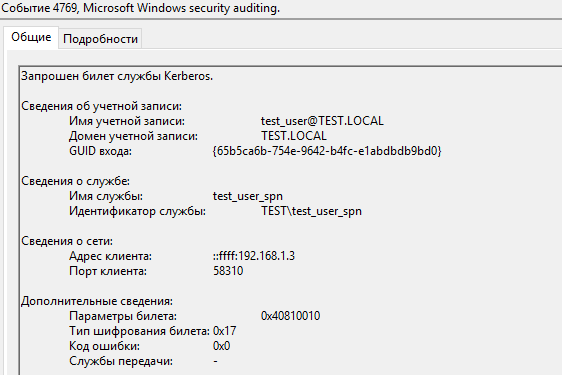 Событие 4769, Microsoft Windows security auditing.
Общие Подробности
Запрошен билет службы Kerberos.
Сведения об учетной записи:
Имя учетной записи: test_user@TEST.LOCAL
Домен учетной записи: TEST.LOCAL
GUID входа: {65b5ca6b-754e-9642-b4fc-e1abdbdb9bd0}
Сведения о службе:
Имя службы: test_user_spn
Идентификатор службы: TEST\test_user_spn
Сведения о сети:
Адрес клиента: ::ffff:192.168.1.3
Порт клиента: 58310
Дополнительные сведения:
Параметры билета: 0x40810010
Тип шифрования билета: 0x17
Код ошибки: 0x0
Службы передачи: -